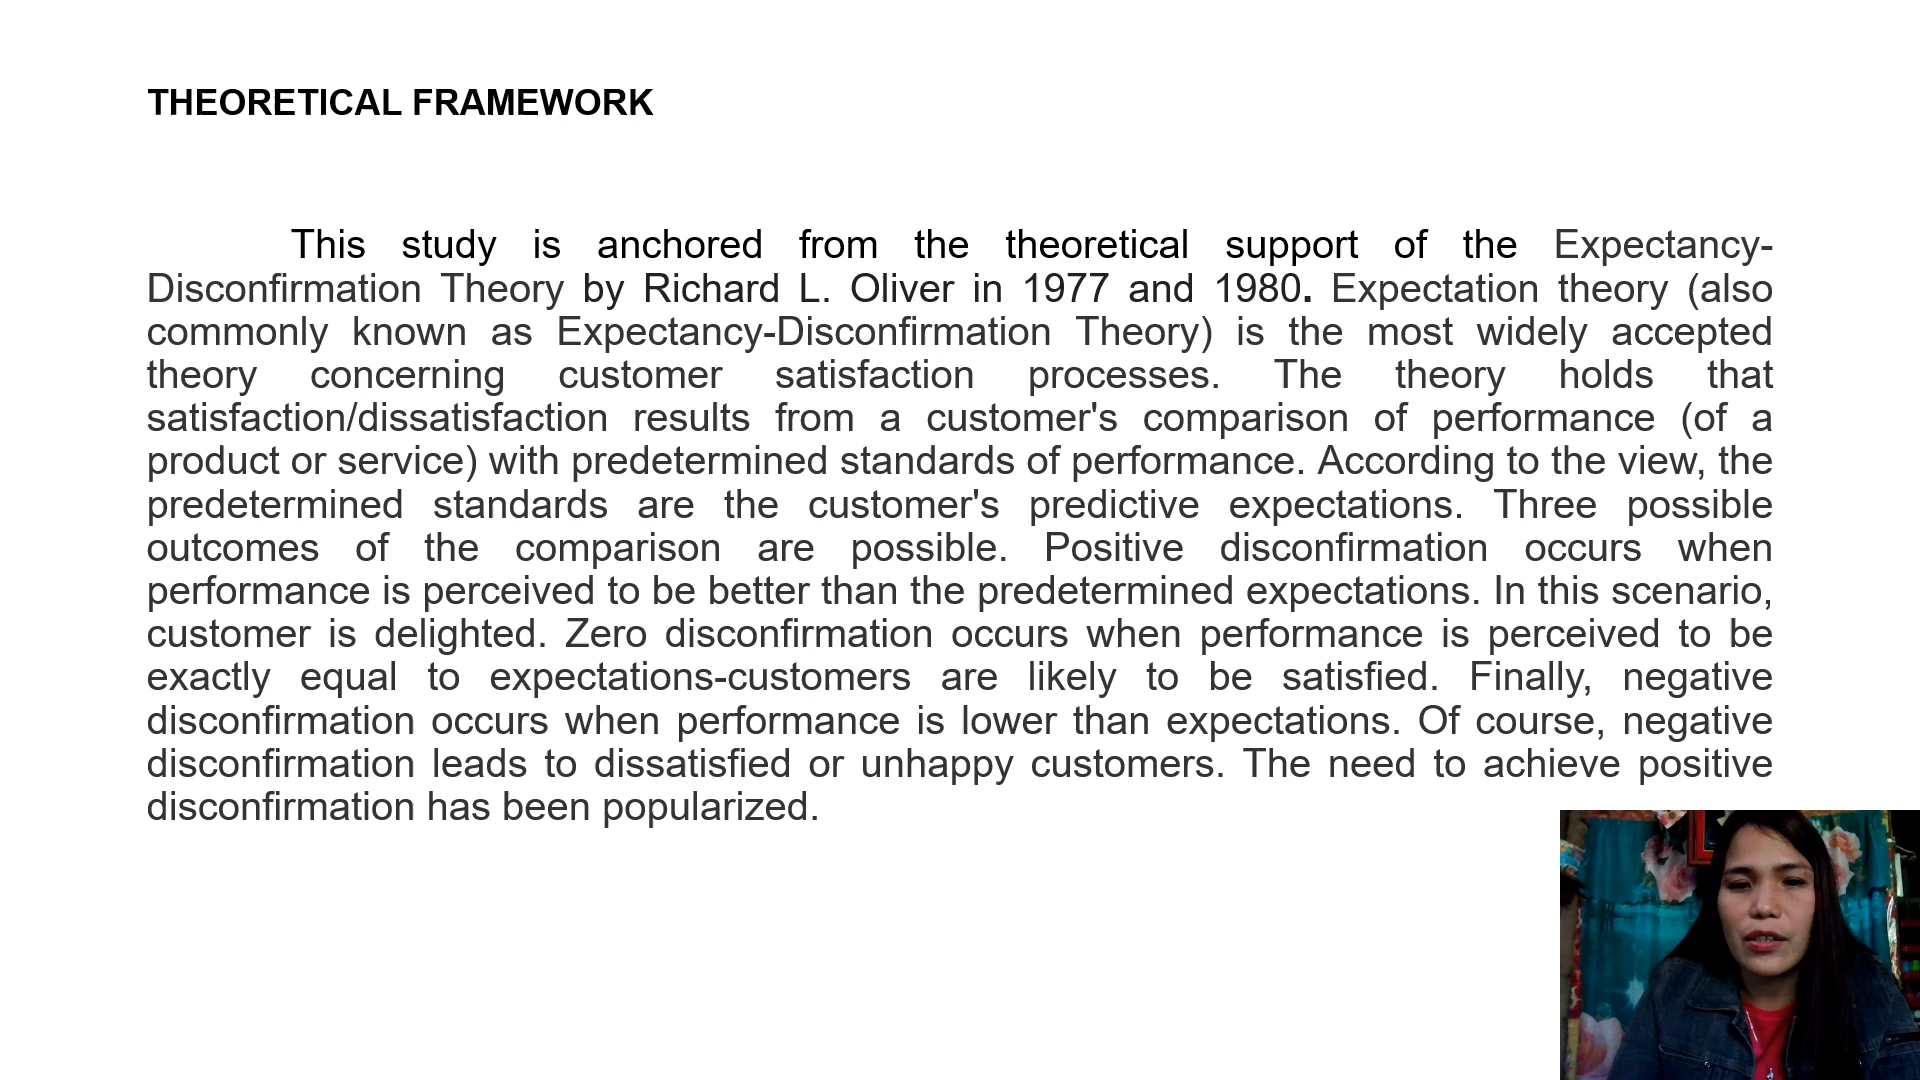 THEORETICAL FRAMEWORK
This study is anchored from the theoretical support of the Expectancy-
Disconfirmation Theory by Richard L. Oliver in 1977 and 1980. Expectation theory (also
commonly known as Expectancy-Disconfirmation Theory) is the most widely accepted
theory concerning customer satisfaction processes. The theory holds that
satisfaction/dissatisfaction results from a customer's comparison of performance (of a
product or service) with predetermined standards of performance. According to the view, the
predetermined standards are the customer's predictive expectations. Three possible
outcomes of the comparison are possible. Positive disconfirmation occurs when
performance is perceived to be better than the predetermined expectations. In this scenario,
customer is delighted. Zero disconfirmation occurs when performance is perceived to be
exactly equal to expectations-customers are likely to be satisfied. Finally, negative
disconfirmation occurs when performance is lower than expectations. Of course, negative
disconfirmation leads to dissatisfied or unhappy customers. The need to achieve positive
disconfirmation has been popularized.